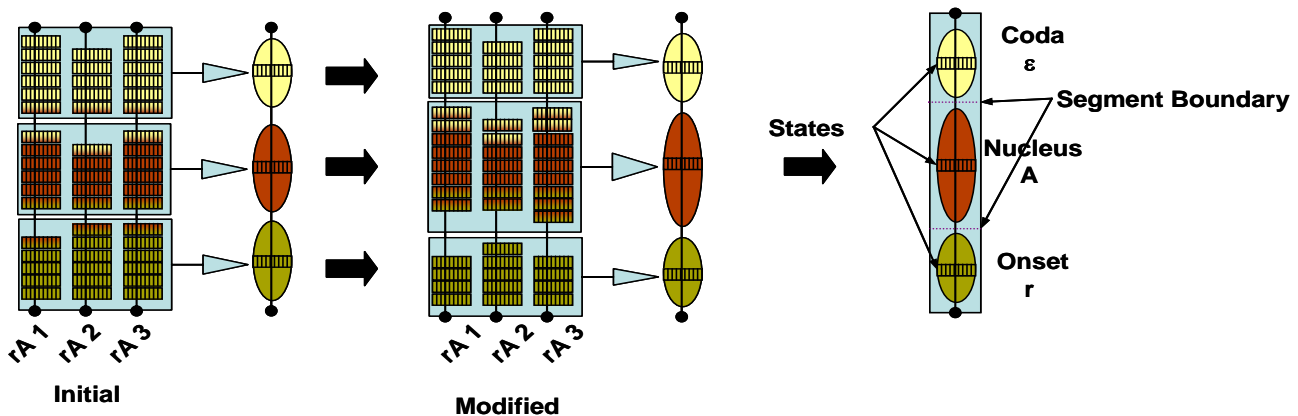 rA 1
rA 2
rA 3
Initial
rA 1
rA 2
rA 3
Modified
States
Coda
ε
Segment Boundary
Nucleus
A
Onset
r